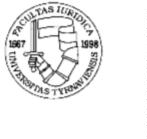 FACULTAS IURIDICA
1667 1998
UNIVERSITAS TYRNAVIENSIS